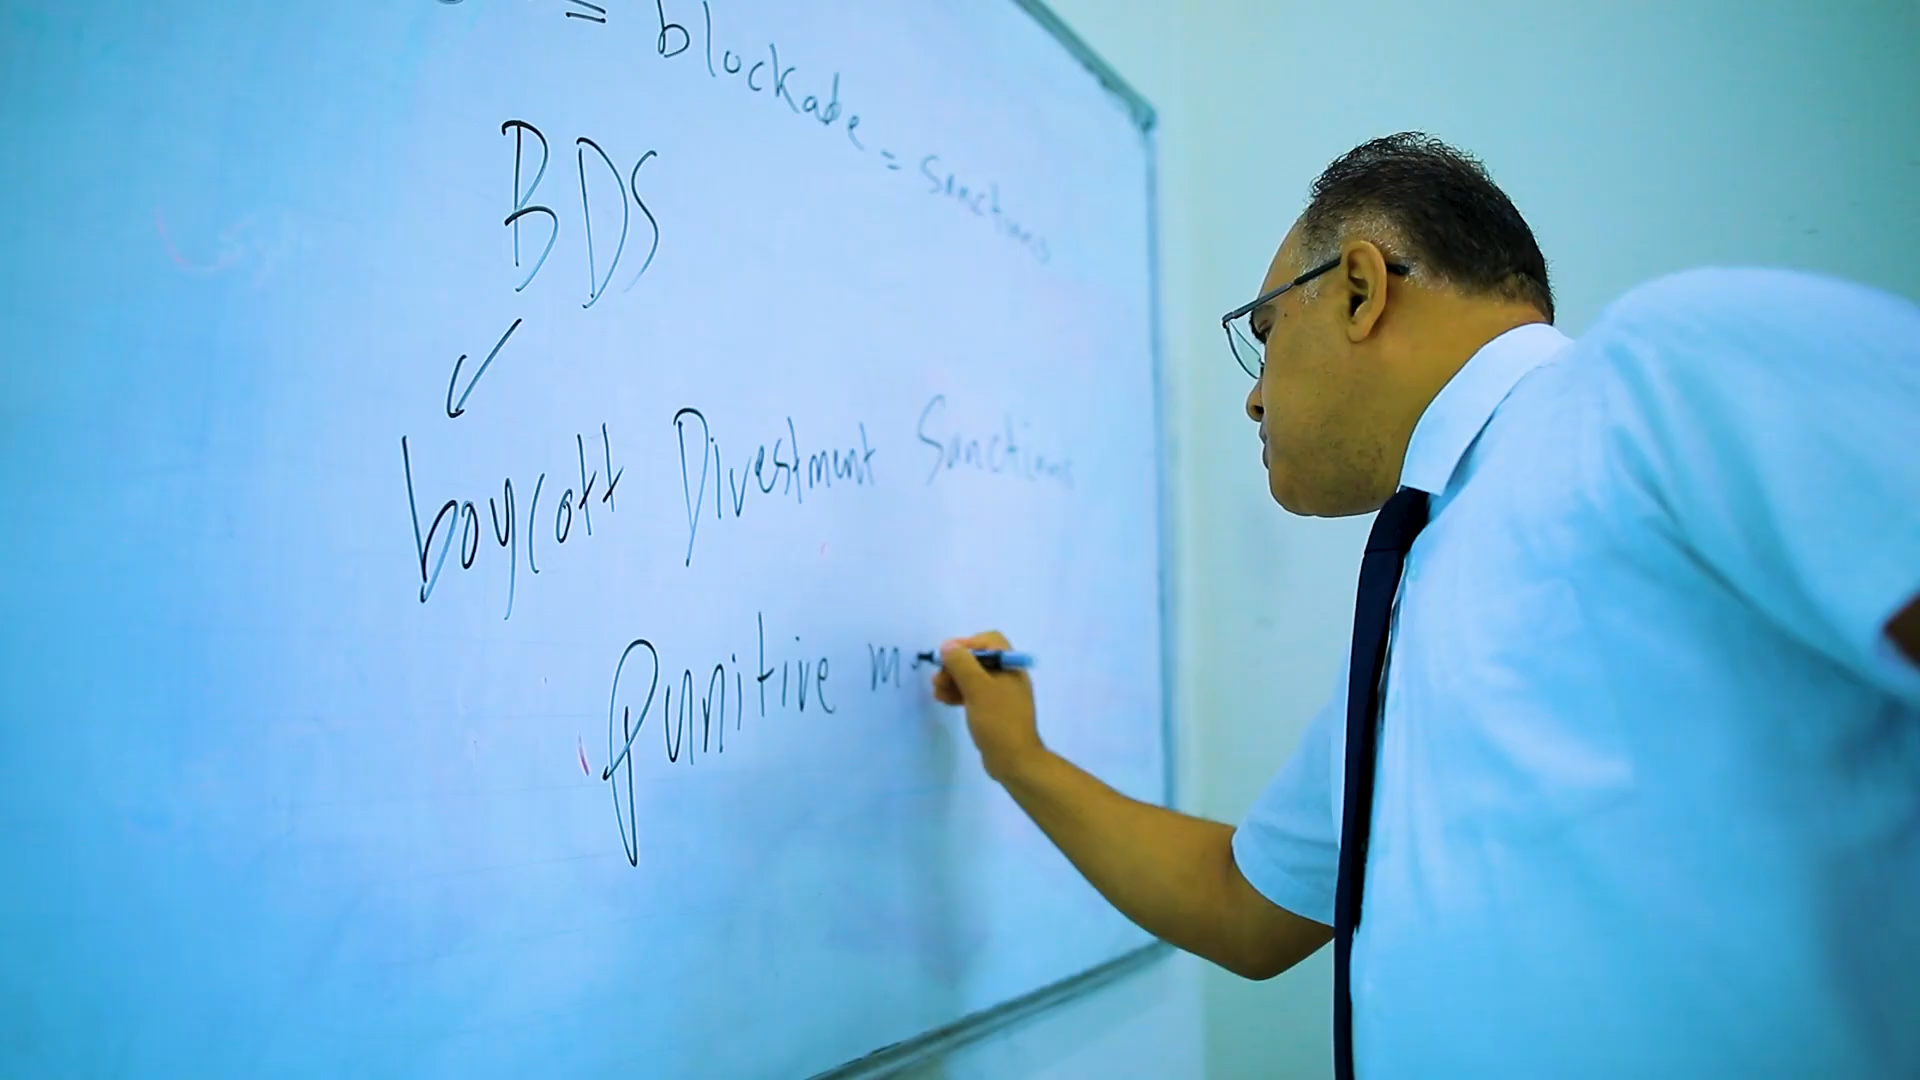 = blockade = Sanctions
BDS
boycott Divestment Sanctions
Punitive m